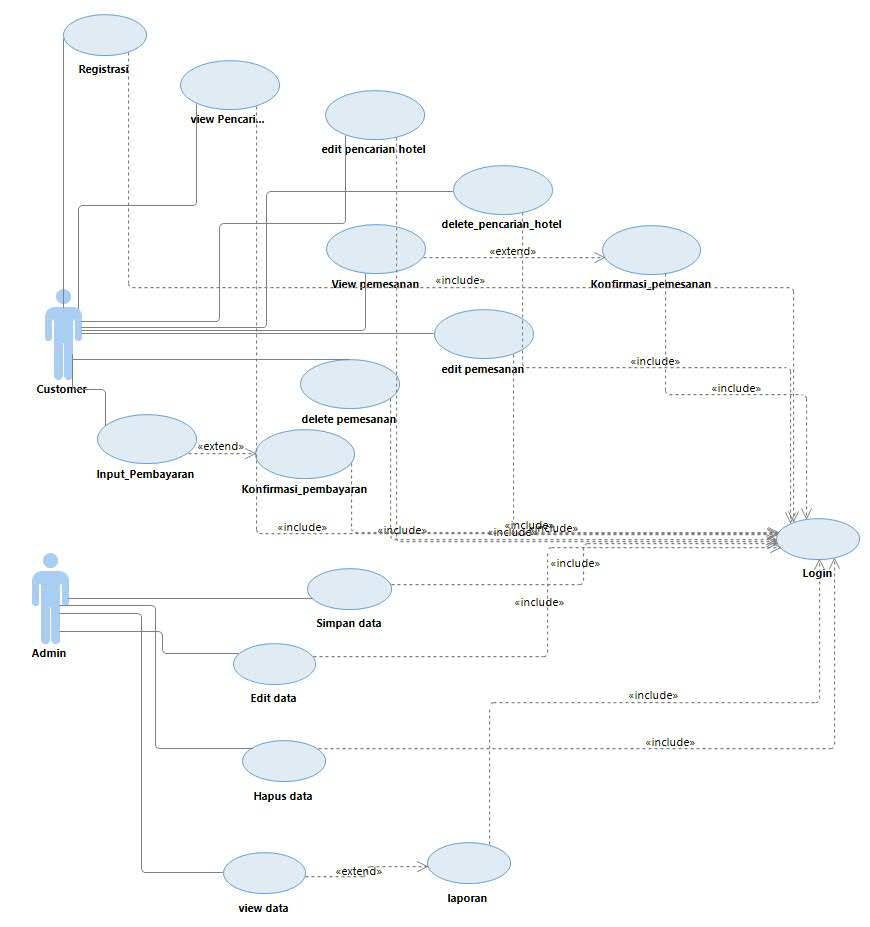 Registrasi
view Pencari...
edit pencarian hotel
delete_pencarian_hotel
«extend»
View pemesanan
«include»
Konfirmasi_pemesanan
edit pemesanan
«include»
Customer
«include»
delete pemesanan
«extend»
Input_Pembayaran
Konfirmasi_pembayaran
«include»
«include»
«include»
«include»
«include»
Login
«include»
Simpan data
«include»
Admin
Edit data
«include»
«include»
Hapus data
«extend»
laporan
view data